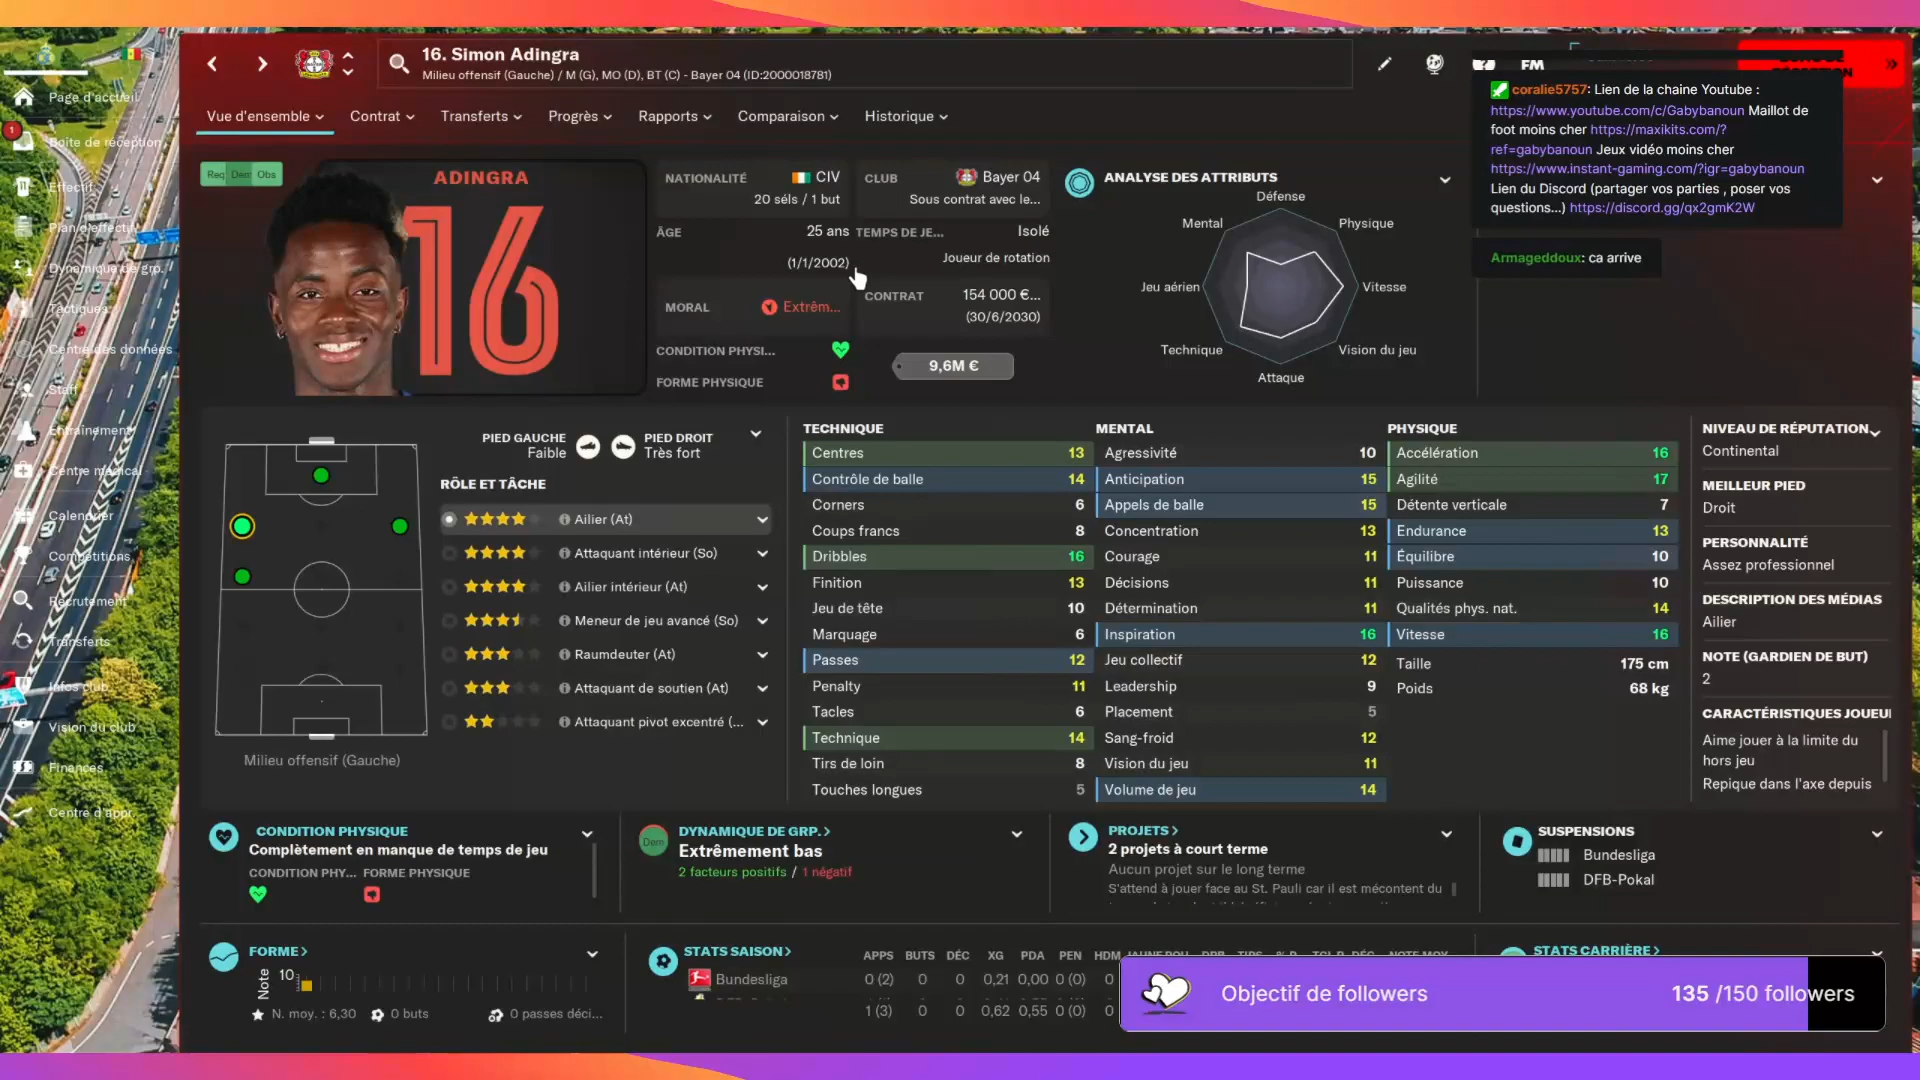 16. Simon Adingra
Milieu offensif (Gauche) / M (G), MO (D), BT (C) - Bayer 04 (ID:2000018781)
FM
Vue d'ensemble
Contrat
Transferts
Progrès
Rapports
Comparaison
Historique
coralie5757: Lien de la chaine Youtube :
https://www.youtube.com/c/Gabybanoun Maillot de
foot moins cher https://maxikits.com/?
ref=gabybanoun Jeux vidéo moins cher
https://www.instant-gaming.com/?igr=gabybanoun
Lien du Discord (partager vos parties , poser vos
questions...) https://discord.gg/qx2gmK2W
Armageddoux: ca arrive
Page d'accueil
1
Boîte de réception
Effectif
Plan d'effectif
Dynamique de grp.
Tactiques
Centre des données
Staff
Entraînement
Centre médical
Calendrier
Compétitions
Recrutement
Transferts
Infos club
Vision du club
Finances
Centre d'appr.
Req Dem Obs
ADINGRA
16
NATIONALITÉ
CIV
20 séls / 1 but
ÂGE
25 ans
(1/1/2002)
MORAL
Extrêm...
CONDITION PHYSI...
FORME PHYSIQUE
CLUB
Bayer 04
Sous contrat avec le...
TEMPS DE JE...
Isolé
Joueur de rotation
CONTRAT
154 000 €...
(30/6/2030)
9,6M €
ANALYSE DES ATTRIBUTS
Défense
Physique
Vitesse
Vision du jeu
Attaque
Technique
Jeu aérien
Mental
PIED GAUCHE
Faible
PIED DROIT
Très fort
RÔLE ET TÂCHE
Ailier (At)
Attaquant intérieur (So)
Ailier intérieur (At)
Meneur de jeu avancé (So)
Raumdeuter (At)
Attaquant de soutien (At)
Attaquant pivot excentré (...
Milieu offensif (Gauche)
TECHNIQUE
Centres 13
Contrôle de balle 14
Corners 6
Coups francs 8
Dribbles 16
Finition 13
Jeu de tête 10
Marquage 6
Passes 12
Penalty 11
Tacles 6
Technique 14
Tirs de loin 8
Touches longues 5
MENTAL
Agressivité 10
Anticipation 15
Appels de balle 15
Concentration 13
Courage 11
Décisions 11
Détermination 11
Inspiration 16
Jeu collectif 12
Leadership 9
Placement 5
Sang-froid 12
Vision du jeu 11
Volume de jeu 14
PHYSIQUE
Accélération 16
Agilité 17
Détente verticale 7
Endurance 13
Équilibre 10
Puissance 10
Qualités phys. nat. 14
Vitesse 16
Taille 175 cm
Poids 68 kg
NIVEAU DE RÉPUTATION
Continental
MEILLEUR PIED
Droit
PERSONNALITÉ
Assez professionnel
DESCRIPTION DES MÉDIAS
Ailier
NOTE (GARDIEN DE BUT)
2
CARACTÉRISTIQUES JOUEU
Aime jouer à la limite du
hors jeu
Repique dans l'axe depuis
CONDITION PHYSIQUE
Complètement en manque de temps de jeu
CONDITION PHY... FORME PHYSIQUE
Dem
DYNAMIQUE DE GRP.
Extrêmement bas
2 facteurs positifs / 1 négatif
PROJETS
2 projets à court terme
Aucun projet sur le long terme
S'attend à jouer face au St. Pauli car il est mécontent du
SUSPENSIONS
Bundesliga
DFB-Pokal
FORME
Note
10
N. moy. : 6,30
0 buts
0 passes déci...
STATS SAISON
APPS BUTS DÉC XG PDA PEN HDM
Bundesliga 0 (2) 0 0 0,21 0,00 0 (0) 0
1 (3) 0 0 0,62 0,55 0 (0) 0
STATS CARRIÈRE
Objectif de followers
135 /150 followers